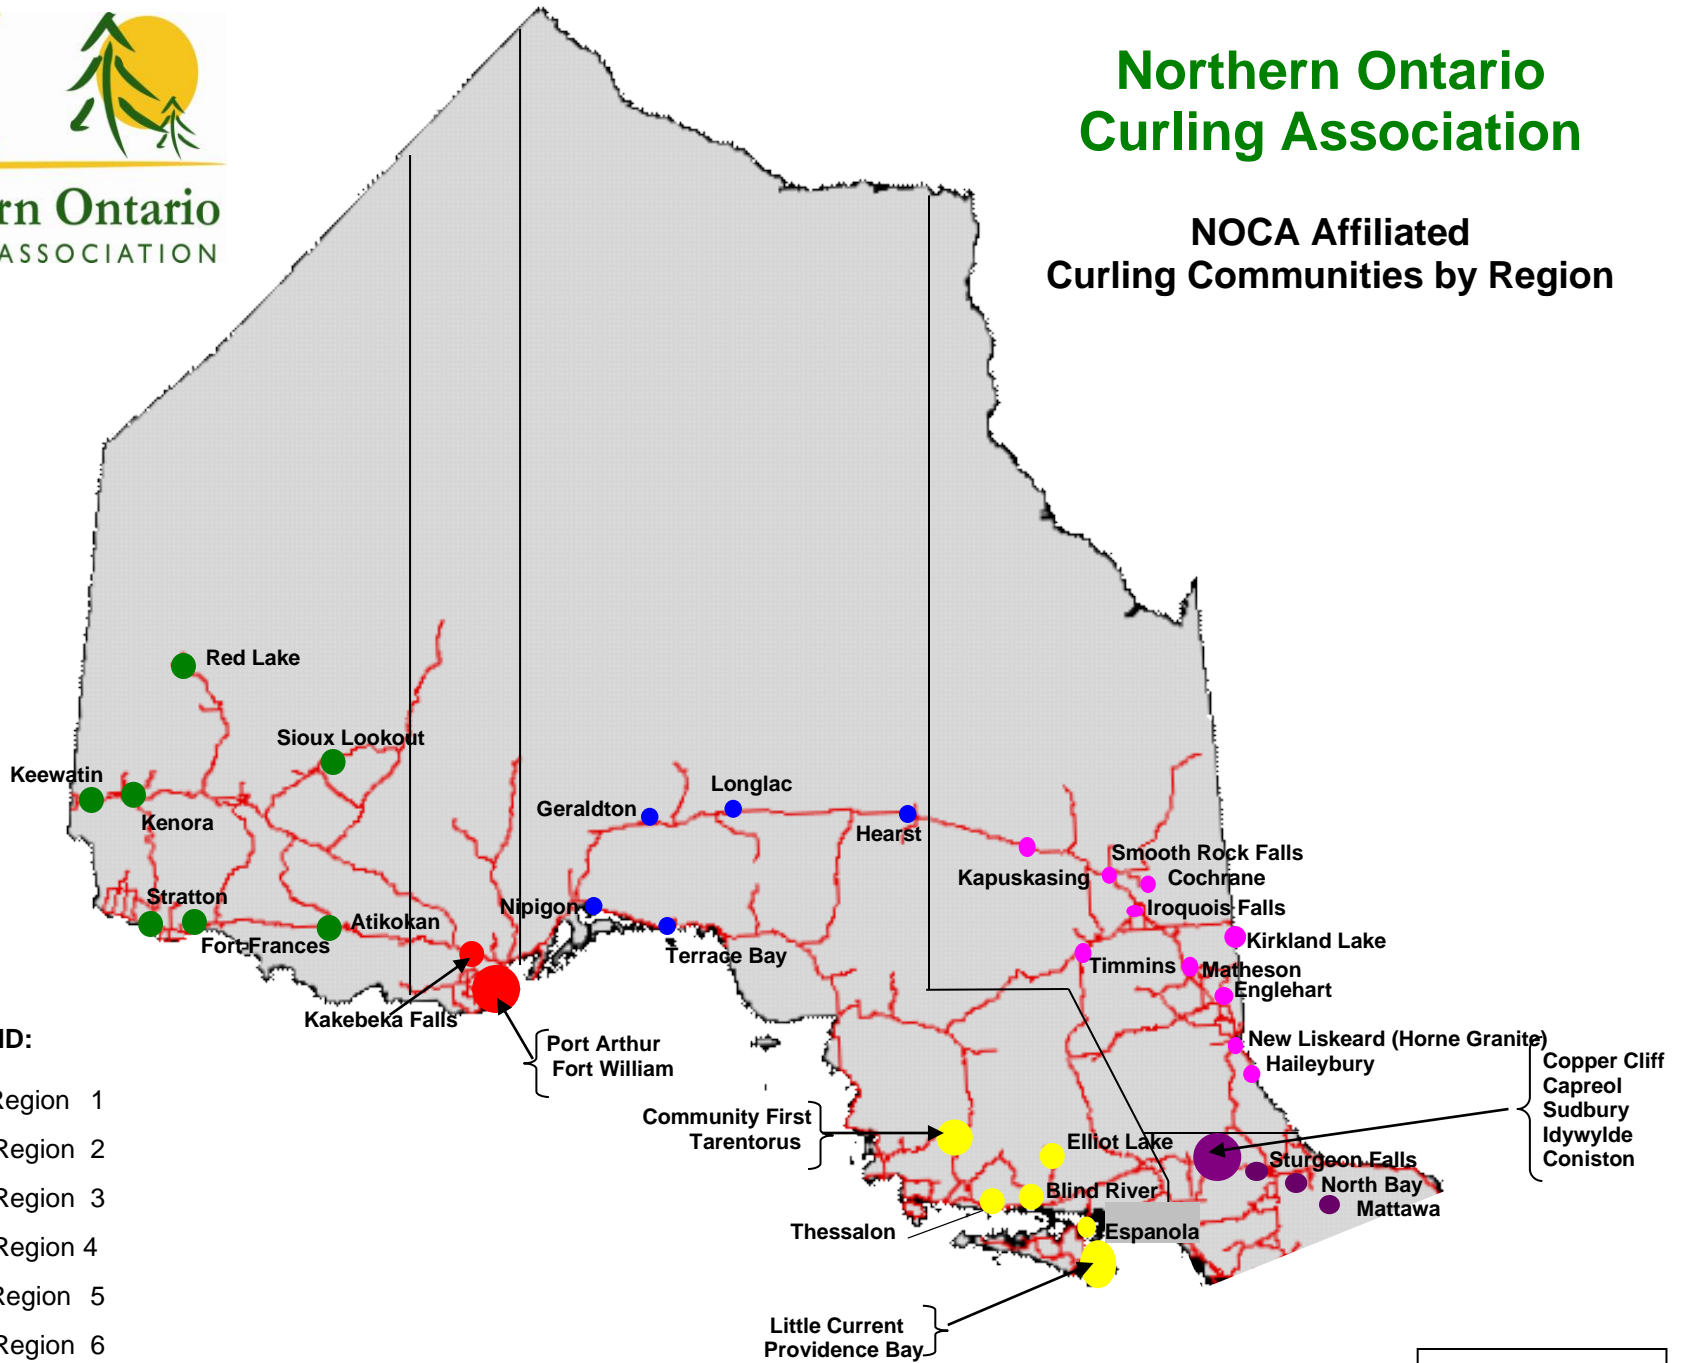 rn Ontario
ASSOCIATION
Northern Ontario
Curling Association
NOCA Affiliated
Curling Communities by Region
Red Lake
Sioux Lookout
Keewatin
Kenora
Stratton
Fort Frances
Atikokan
Kakebeka Falls
Port Arthur
Fort William
Geraldton
Longlac
Hearst
Nipigon
Terrace Bay
Kapuskasing
Smooth Rock Falls
Cochrane
Iroquois Falls
Kirkland Lake
Timmins
Matheson
Englehart
New Liskeard (Horne Granite)
Haileybury
Copper Cliff
Capreol
Sudbury
Idywylde
Coniston
Community First
Tarentorus
Elliot Lake
Sturgeon Falls
Blind River
North Bay
Mattawa
Thessalon
Espanola
Little Current
Providence Bay
ND:
Region 1
Region 2
Region 3
Region 4
Region 5
Region 6